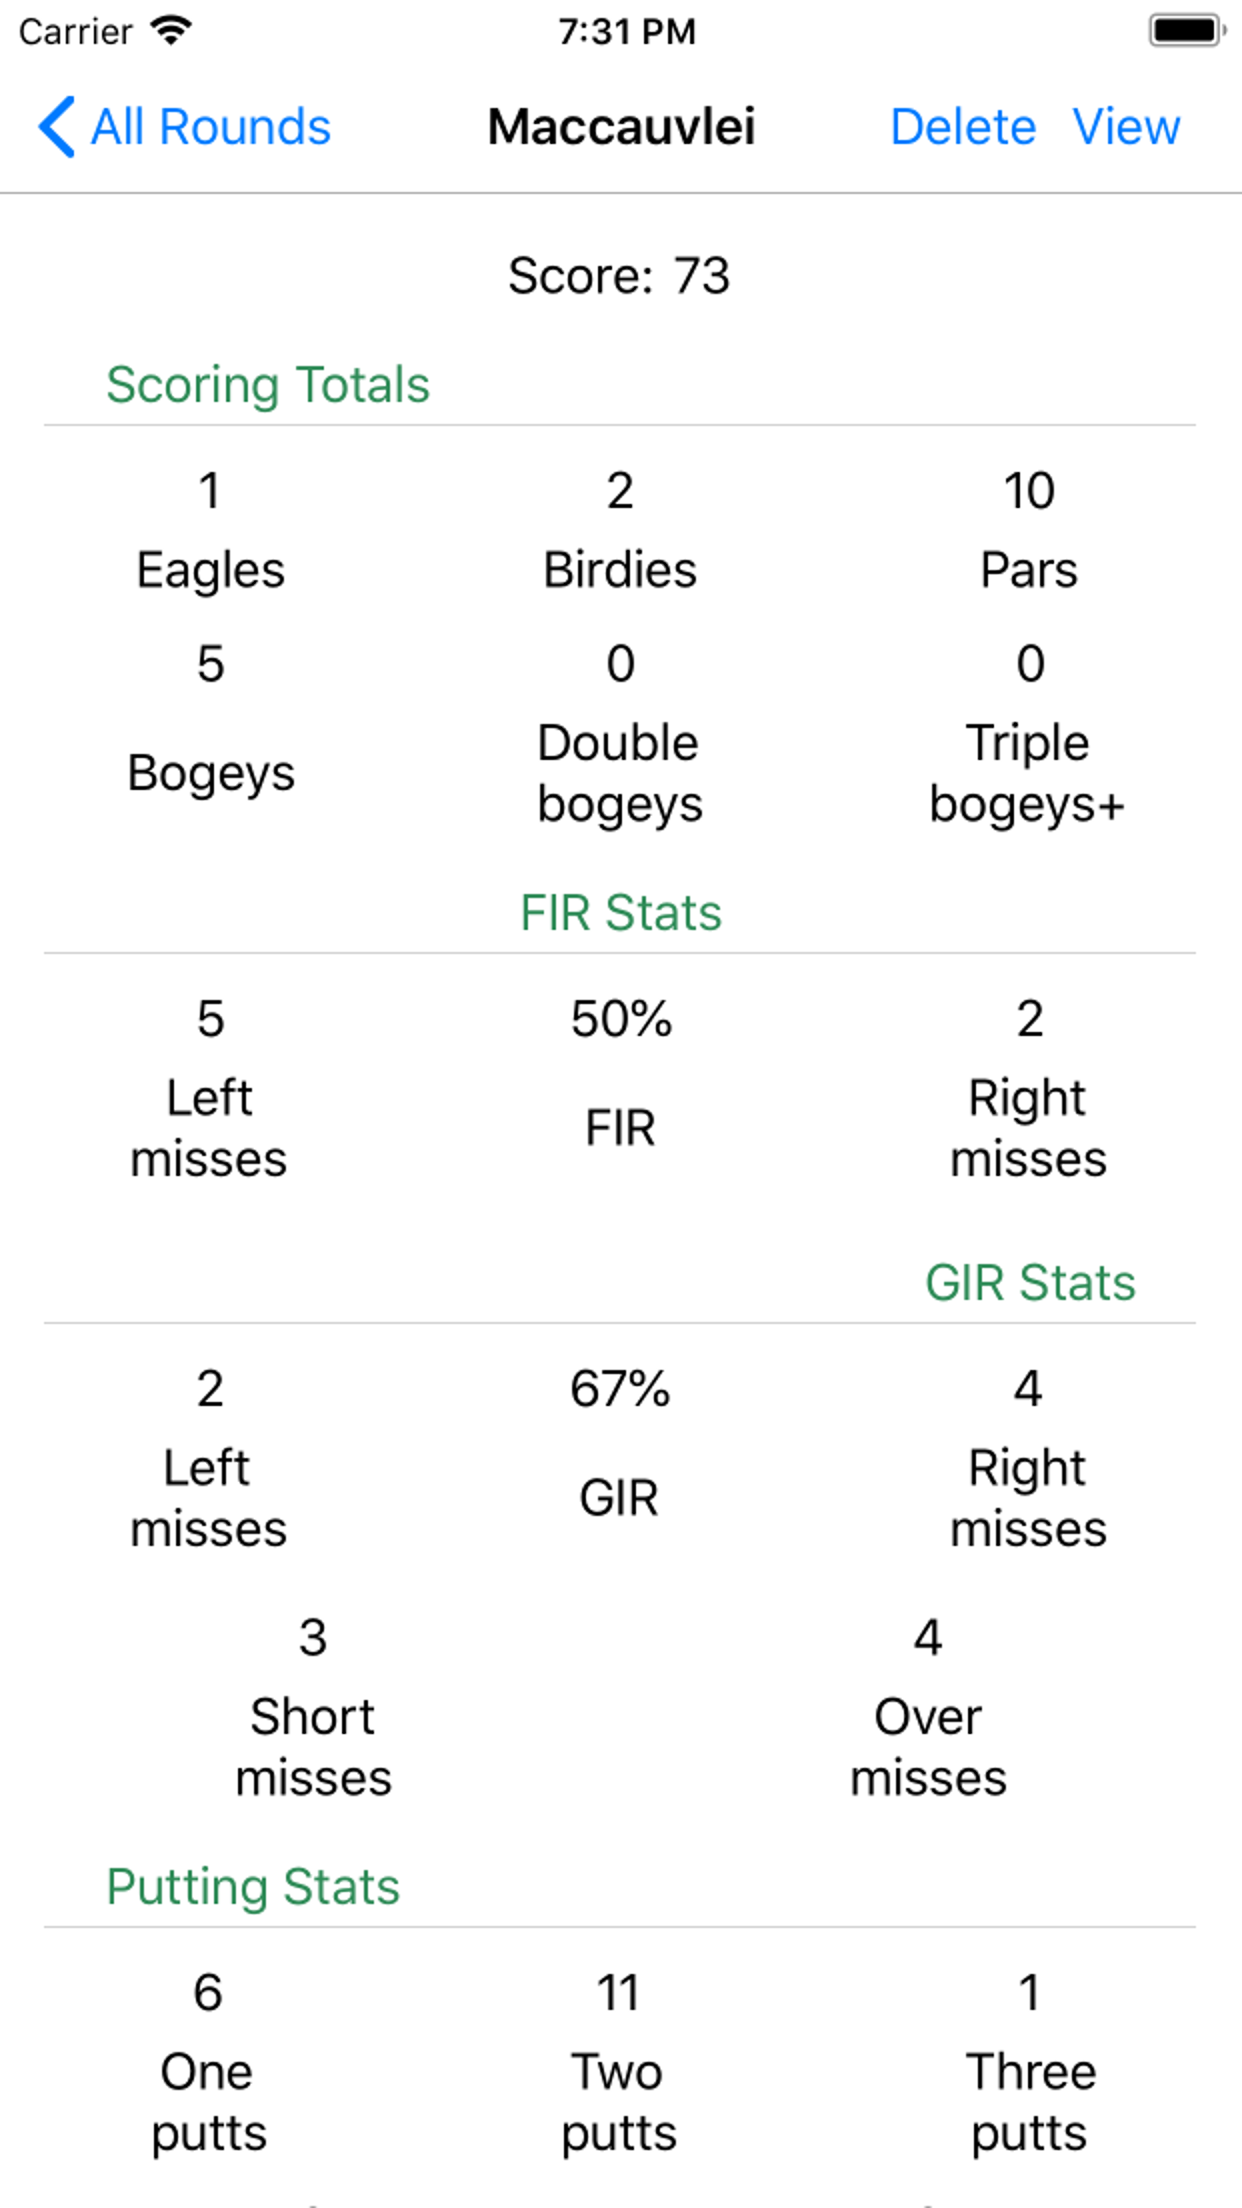 Carrier 7:31 PM
All Rounds Maccauvlei Delete View
Score: 73
Scoring Totals
1 2 10
Eagles Birdies Pars
5 0 0
Bogeys Double bogeys Triple bogeys+
FIR Stats
5 50% 2
Left misses FIR Right misses
GIR Stats
2 67% 4
Left misses GIR Right misses
3 4
Short misses Over misses
Putting Stats
6 11 1
One putts Two putts Three putts